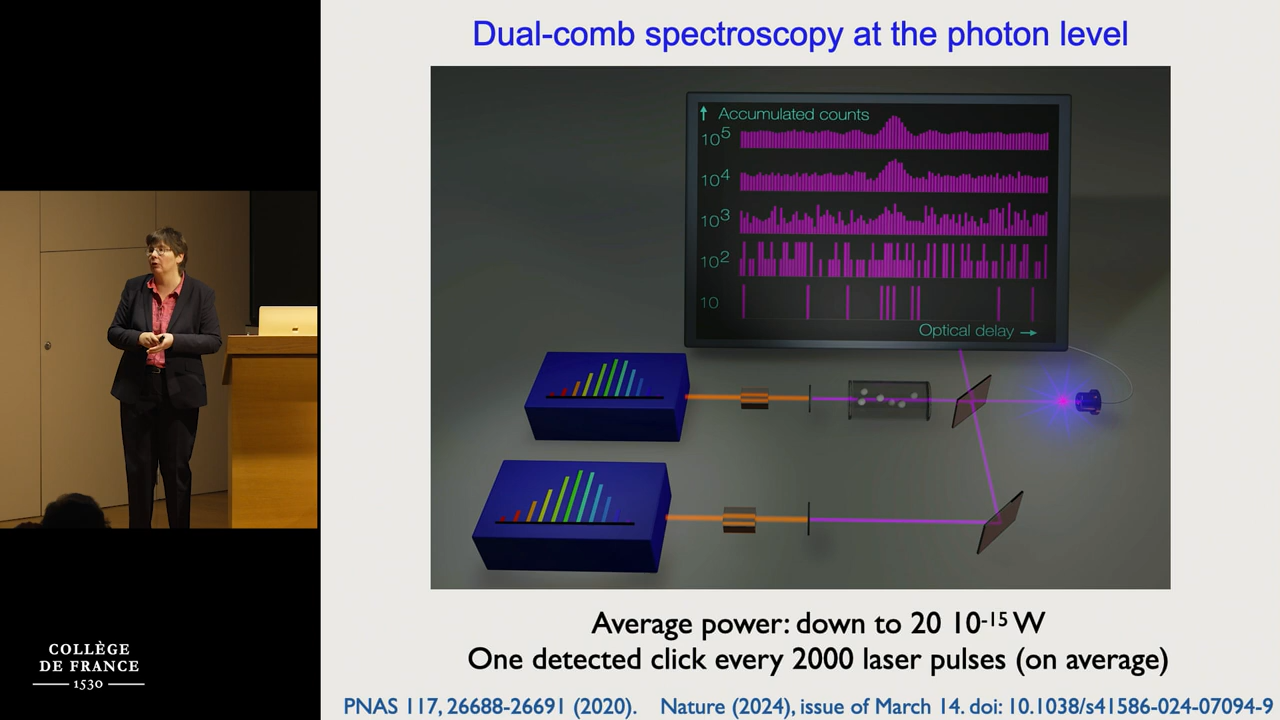 Dual-comb spectroscopy at the photon level
↑ Accumulated counts
10⁵
10⁴
10³
10²
10
Optical delay →
Average power: down to 20 10⁻¹⁵ W
One detected click every 2000 laser pulses (on average)
PNAS 117, 26688-26691 (2020). Nature (2024), issue of March 14. doi: 10.1038/s41586-024-07094-9
COLLÈGE
DE FRANCE
1530